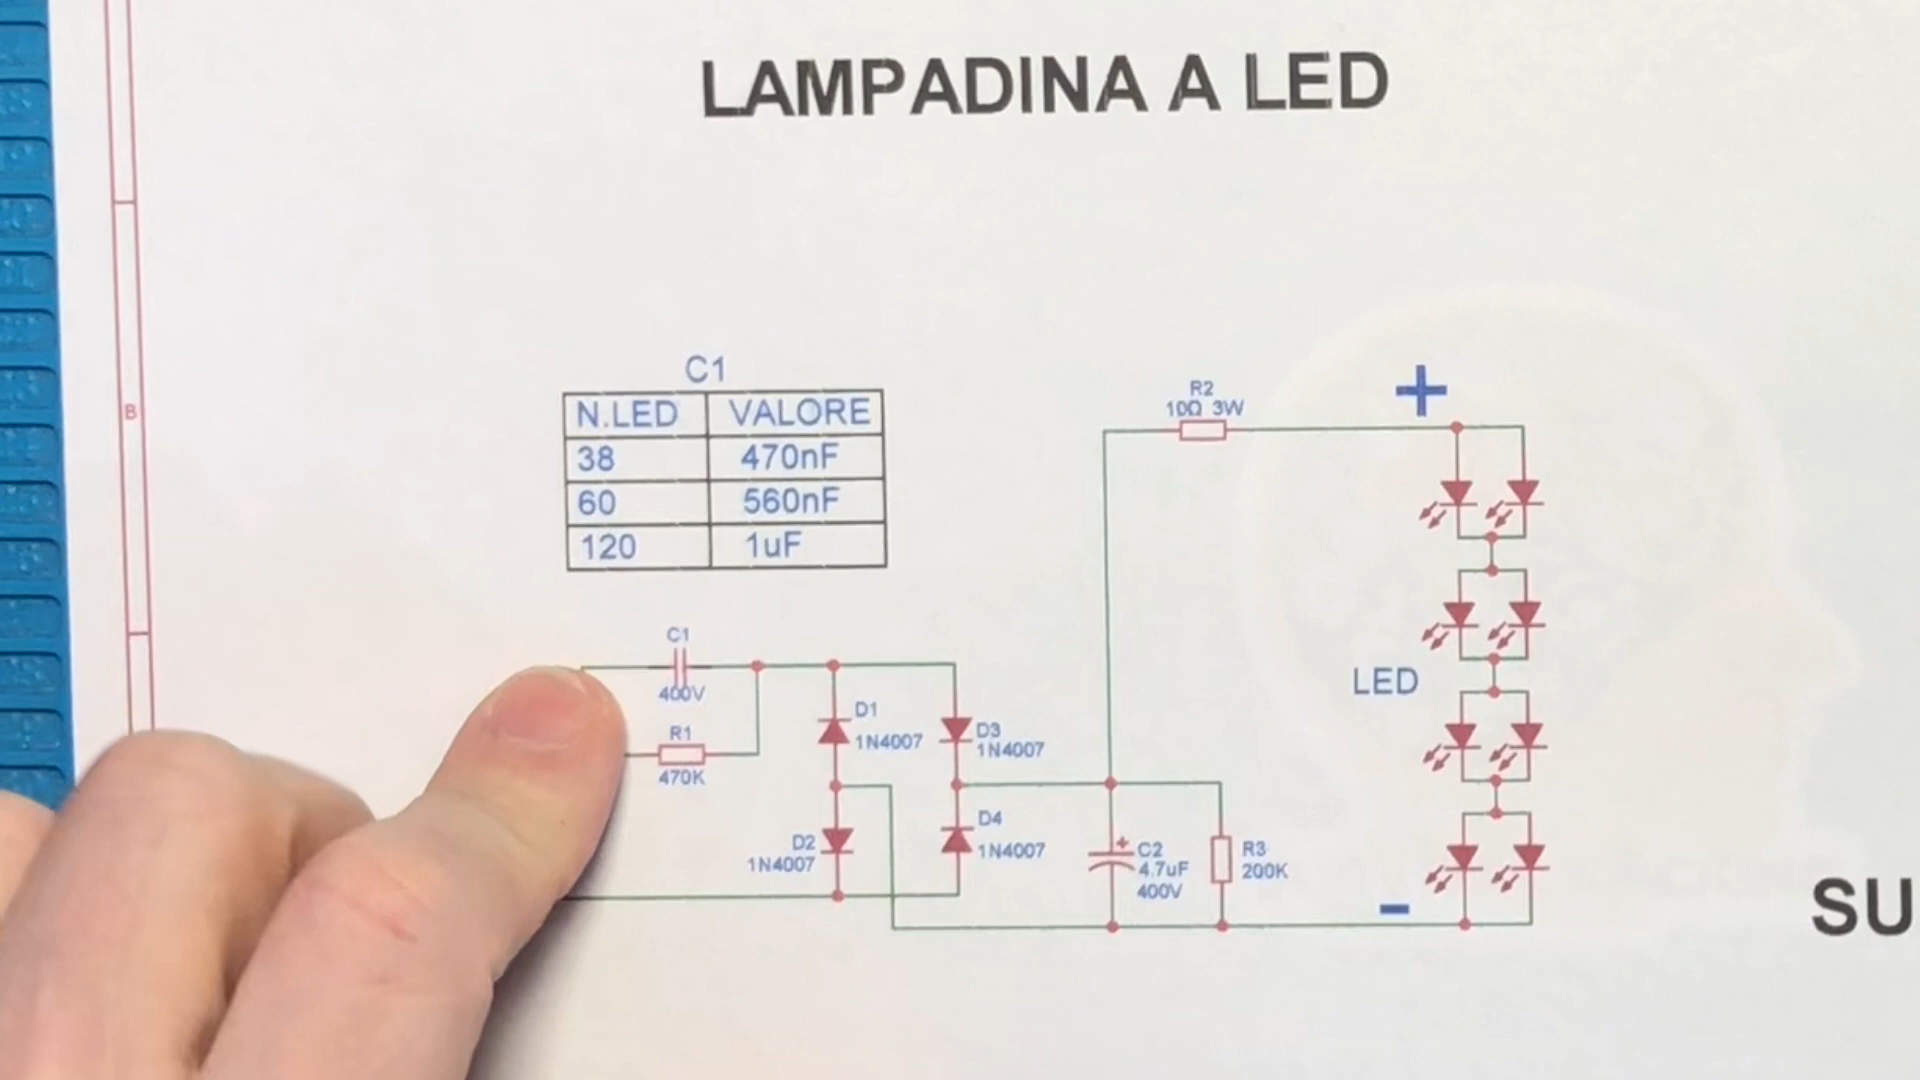 LAMPADINA A LED
B
C1
N.LED VALORE
38 470nF
60 560nF
120 1uF
R2
10Ω 3W
+
C1
400V
R1
470K
D1
1N4007
D3
1N4007
D2
1N4007
D4
1N4007
+
C2
4.7uF
400V
R3
200K
LED
-
SU